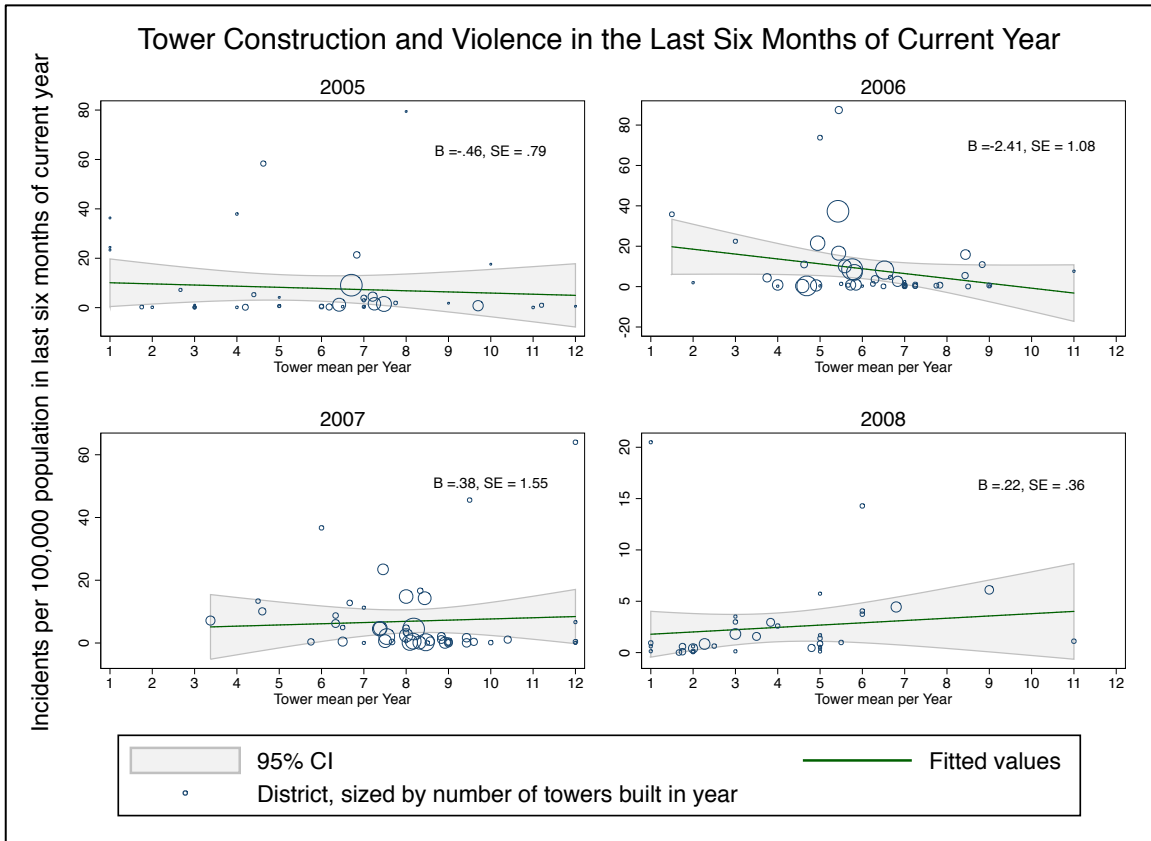 Tower Construction and Violence in the Last Six Months of Current Year
Incidents per 100,000 population in last six months of current year
2005
80
60
40
20
0
B =-.46, SE = .79
1 2 3 4 5 6 7 8 9 10 11 12
Tower mean per Year
2006
80
60
40
20
0
-20
B =-2.41, SE = 1.08
1 2 3 4 5 6 7 8 9 10 11 12
Tower mean per Year
2007
60
40
20
0
B =.38, SE = 1.55
1 2 3 4 5 6 7 8 9 10 11 12
Tower mean per Year
2008
20
15
10
5
0
B =.22, SE = .36
1 2 3 4 5 6 7 8 9 10 11 12
Tower mean per Year
95% CI
Fitted values
District, sized by number of towers built in year